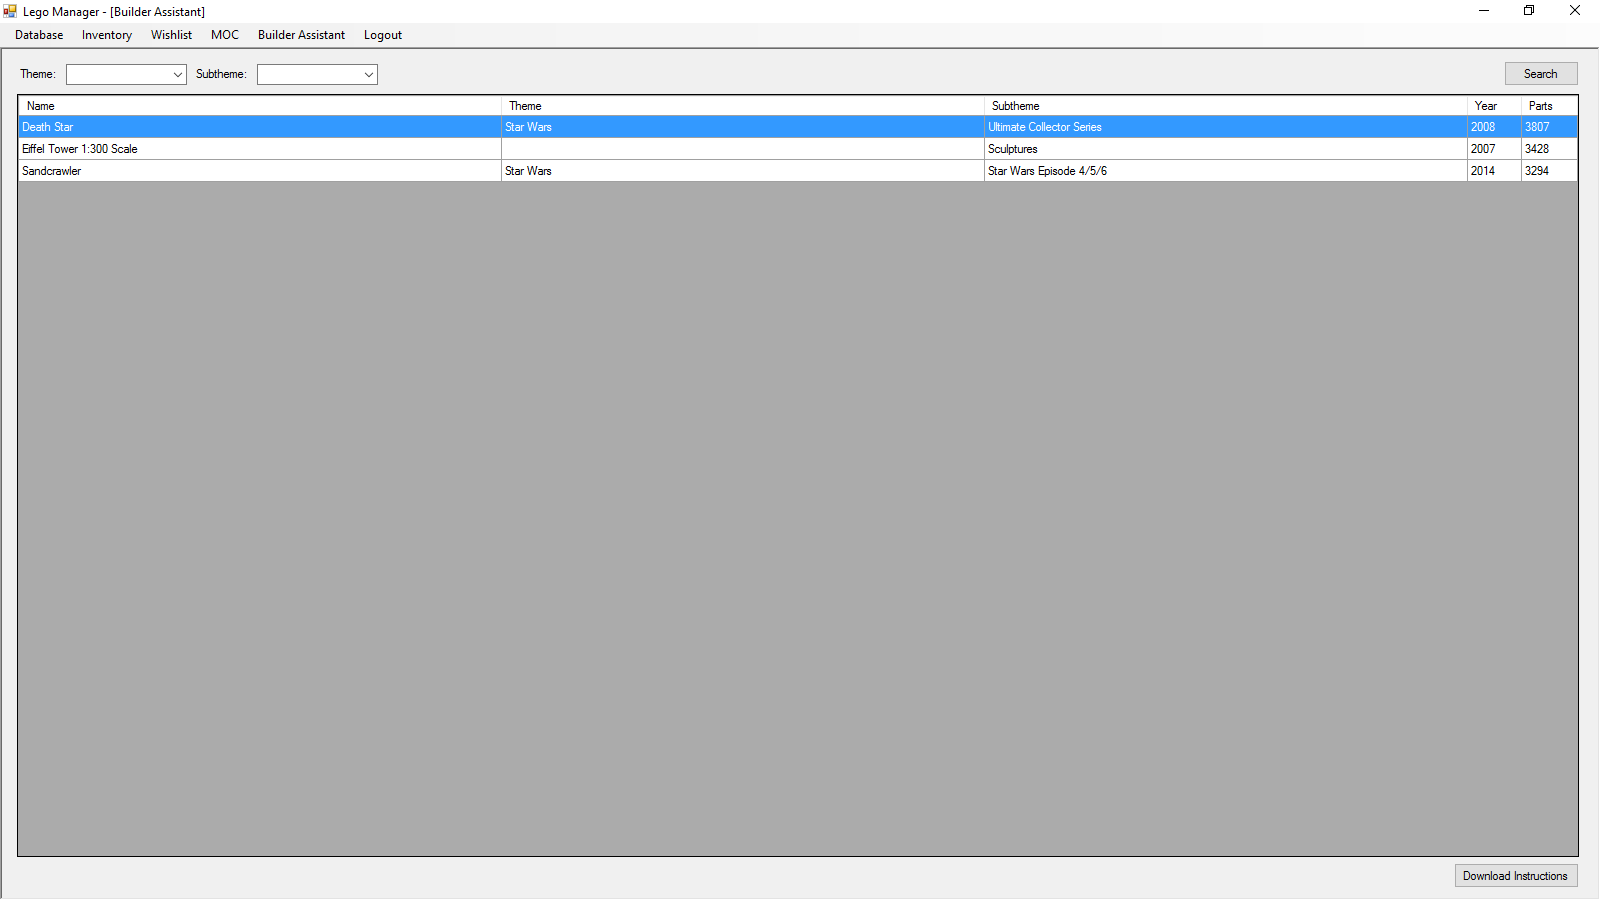 Lego Manager - [Builder Assistant]
Database Inventory Wishlist MOC Builder Assistant Logout
Theme: Subtheme: Search
Name Theme Subtheme Year Parts
Death Star Star Wars Ultimate Collector Series 2008 3807
Eiffel Tower 1:300 Scale Sculptures 2007 3428
Sandcrawler Star Wars Star Wars Episode 4/5/6 2014 3294
Download Instructions